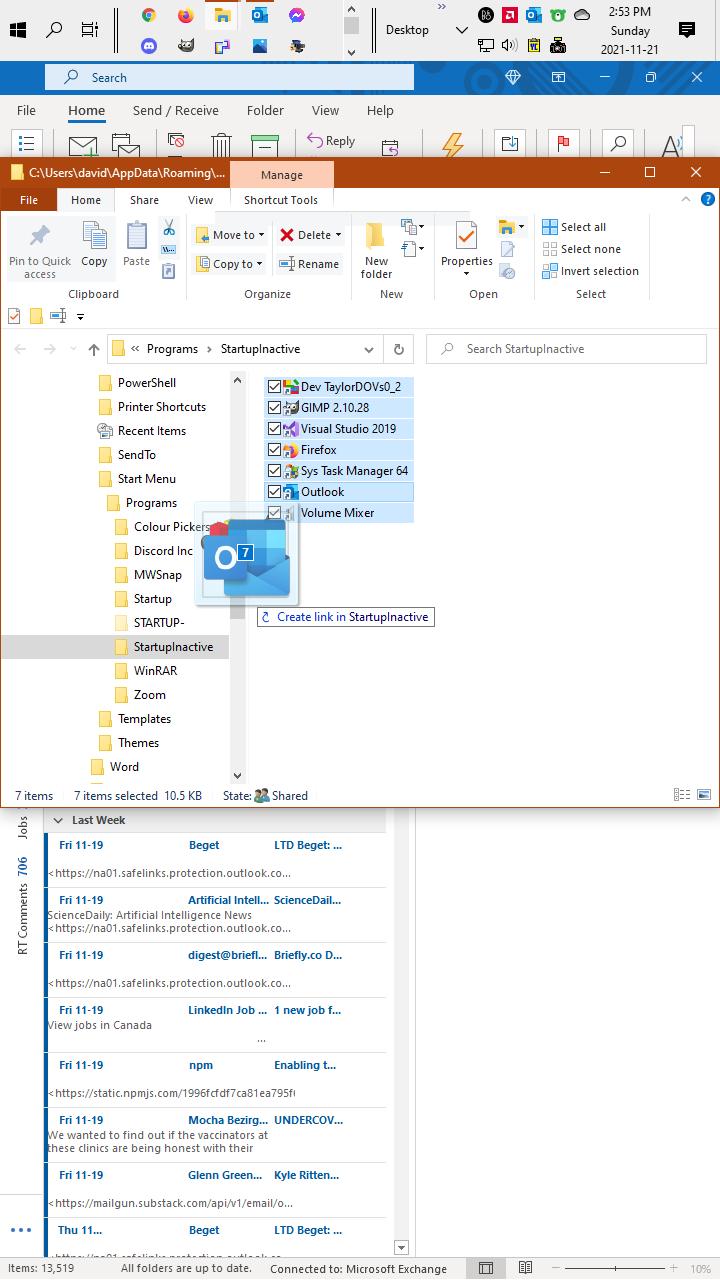 2:53 PM
Desktop
Sunday
2021-11-21
Search
File Home Send / Receive Folder View Help
Reply
C:\Users\david\AppData\Roaming\... Manage
File Home Share View Shortcut Tools
Move to Delete Select all
Pin to Quick access
Copy
Paste
Copy to Rename
New folder
Properties
Select none
Invert selection
Clipboard Organize New Open Select
« Programs › StartupInactive
Search StartupInactive
PowerShell
Printer Shortcuts
Recent Items
SendTo
Start Menu
Programs
Colour Pickers
Discord Inc
MWSnap
Startup
STARTUP-
StartupInactive
WinRAR
Zoom
Templates
Themes
Word
Dev TaylorDOVs0_2
GIMP 2.10.28
Visual Studio 2019
Firefox
Sys Task Manager 64
Outlook
Volume Mixer
7
Create link in StartupInactive
7 items 7 items selected 10.5 KB State: Shared
Jobs
RT Comments 706
Last Week
Fri 11-19 Beget LTD Beget: ...
<https://na01.safelinks.protection.outlook.co...
Fri 11-19 Artificial Intell... ScienceDail...
ScienceDaily: Artificial Intelligence News
<https://na01.safelinks.protection.outlook.co...
Fri 11-19 digest@briefl... Briefly.co D...
<https://na01.safelinks.protection.outlook.co...
Fri 11-19 LinkedIn Job ... 1 new job f...
View jobs in Canada
...
Fri 11-19 npm Enabling t...
<https://static.npmjs.com/1996fcfdf7ca81ea795f
Fri 11-19 Mocha Bezirg... UNDERCOV...
We wanted to find out if the vaccinators at
these clinics are being honest with their
Fri 11-19 Glenn Green... Kyle Ritten...
<https://mailgun.substack.com/api/v1/email/o...
Thu 11... Beget LTD Beget: ...
<https://na01.safelinks.protection.outlook.co...
Items: 13,519 All folders are up to date. Connected to: Microsoft Exchange 10%